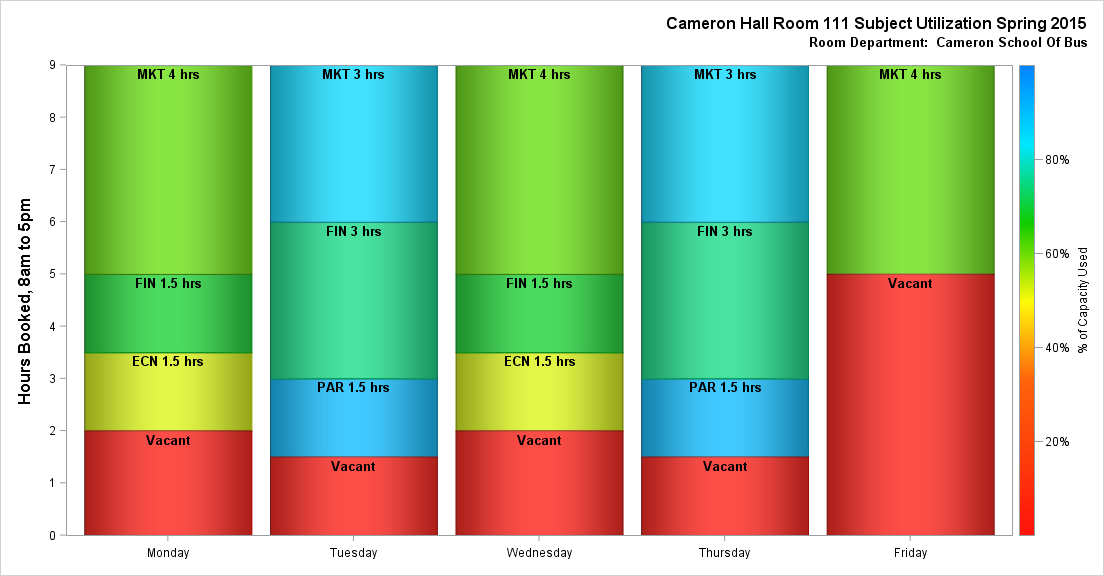 Cameron Hall Room 111 Subject Utilization Spring 2015
Room Department:  Cameron School Of Bus
Hours Booked, 8am to 5pm
9
8
7
6
5
4
3
2
1
0
MKT 4 hrs
FIN 1.5 hrs
ECN 1.5 hrs
Vacant
MKT 3 hrs
FIN 3 hrs
PAR 1.5 hrs
Vacant
MKT 4 hrs
FIN 1.5 hrs
ECN 1.5 hrs
Vacant
MKT 3 hrs
FIN 3 hrs
PAR 1.5 hrs
Vacant
MKT 4 hrs
Vacant
Monday
Tuesday
Wednesday
Thursday
Friday
80%
60%
40%
20%
% of Capacity Used